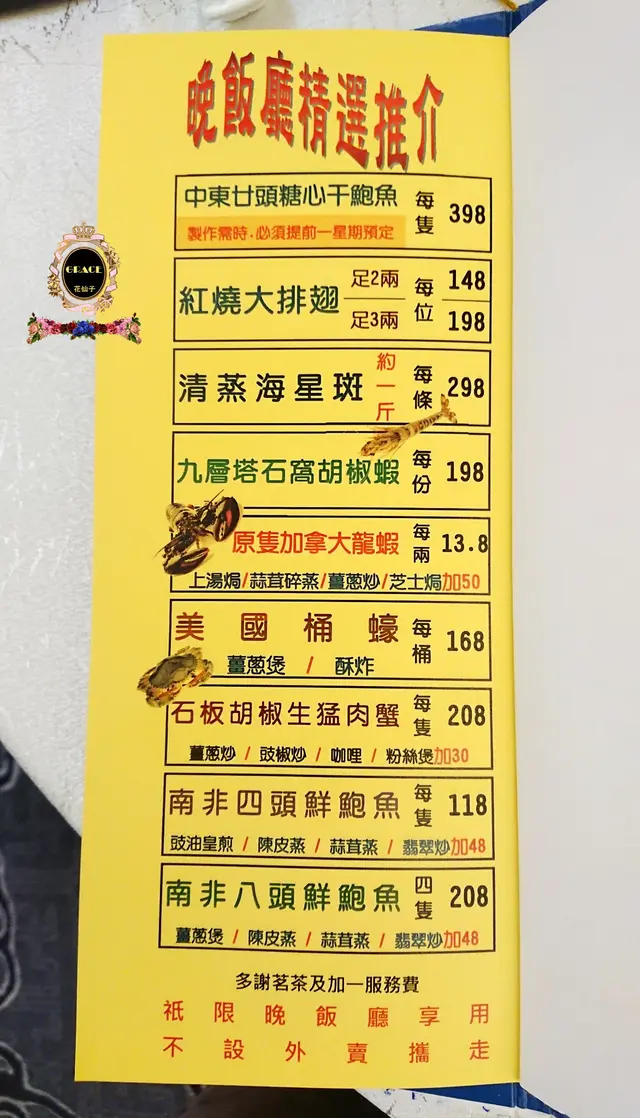 晚飯廳精選推介
中東廿頭糖心干鮑魚 每隻 398
製作需時·必須提前一星期預定
紅燒大排翅 足2兩 每位 148
足3兩 198
清蒸海星斑 約一斤 每條 298
GRACE
花仙子
九層塔石窩胡椒蝦 每份 198
原隻加拿大龍蝦 每兩 13.8
上湯焗/蒜茸碎蒸/薑蔥炒/芝士焗加50
美國桶蠔 每桶 168
薑蔥煲 / 酥炸
石板胡椒生猛肉蟹 每隻 208
薑蔥炒 / 豉椒炒 / 咖哩 / 粉絲煲加30
南非四頭鮮鮑魚 每隻 118
豉油皇煎 / 陳皮蒸 / 蒜茸蒸 / 翡翠炒加48
南非八頭鮮鮑魚 四隻 208
薑蔥煲 / 陳皮蒸 / 蒜茸蒸 / 翡翠炒加48
多謝茗茶及加一服務費
祇限晚飯廳享用
不設外賣攜走